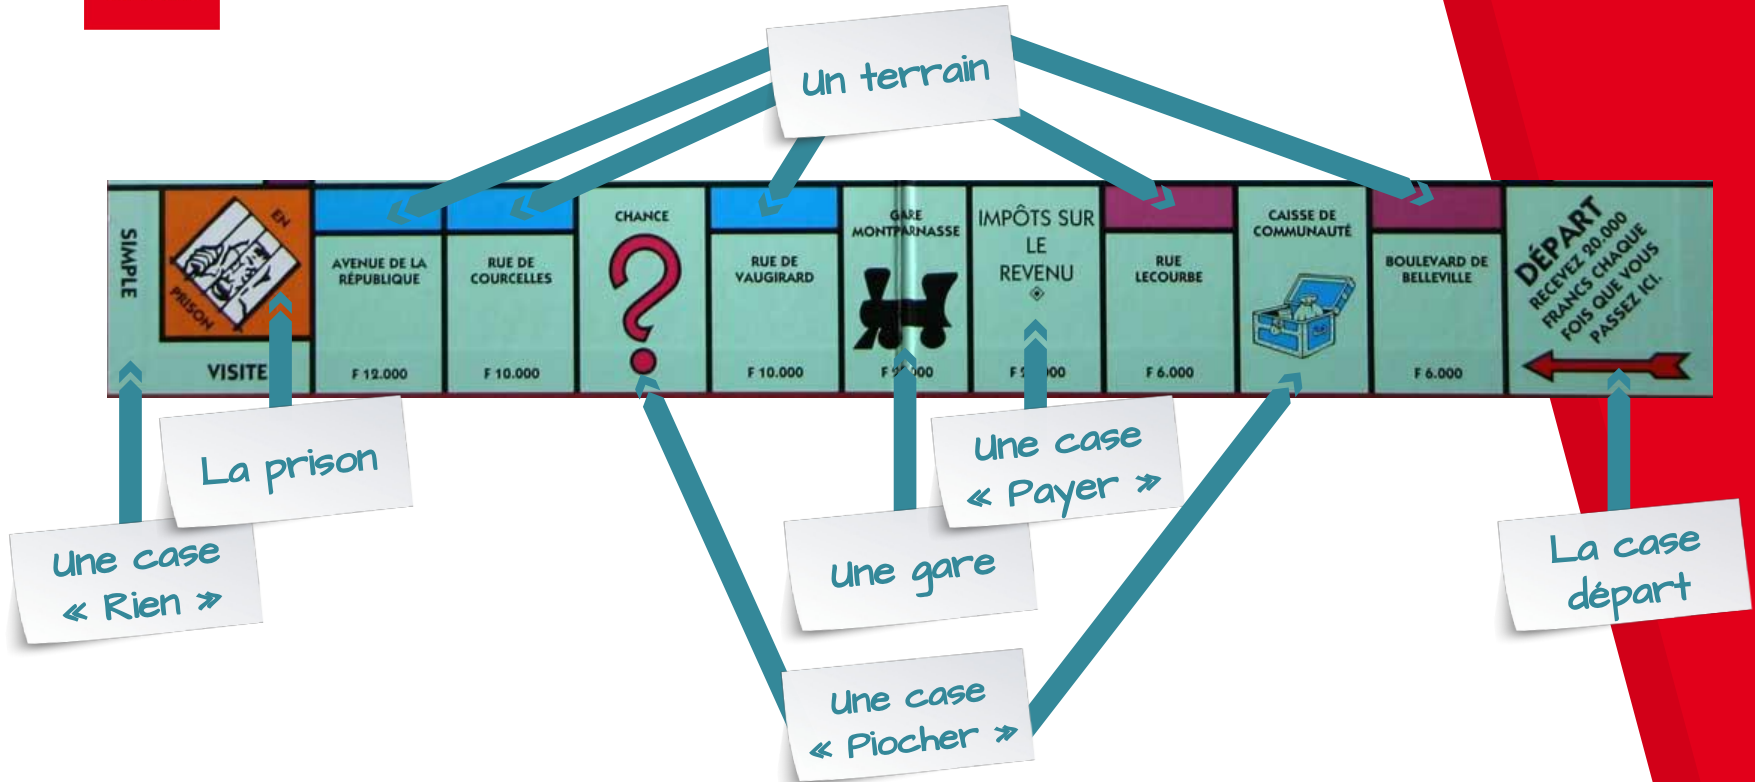 Un terrain
SIMPLE
VISITE
EN
PRISON
AVENUE DE LA
RÉPUBLIQUE
F 12.000
RUE DE
COURCELLES
F 10.000
CHANCE
RUE DE
VAUGIRARD
F 10.000
GARE
MONTPARNASSE
IMPÔTS SUR
LE
REVENU
RUE
LECOURBE
F 6.000
CAISSE DE
COMMUNAUTÉ
BOULEVARD DE
BELLEVILLE
F 6.000
DÉPART
RECEVEZ 20.000
FRANCS CHAQUE
FOIS QUE VOUS
PASSEZ ICI.
La prison
Une case
« Rien »
Une gare
Une case
« Payer »
Une case
« Piocher »
La case
départ